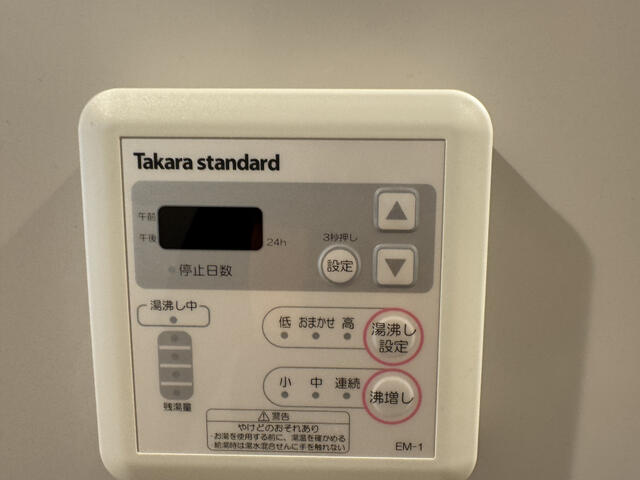 Takara standard
午前
午後
24h
3秒押し
設定
停止日数
湯沸し中
低 おまかせ 高
湯沸し
設定
小 中 連続
沸増し
残湯量
警告
やけどのおそれあり
・お湯を使用する前に、湯温を確かめる
・給湯時は湯水混合せんに手を触れない
EM-1